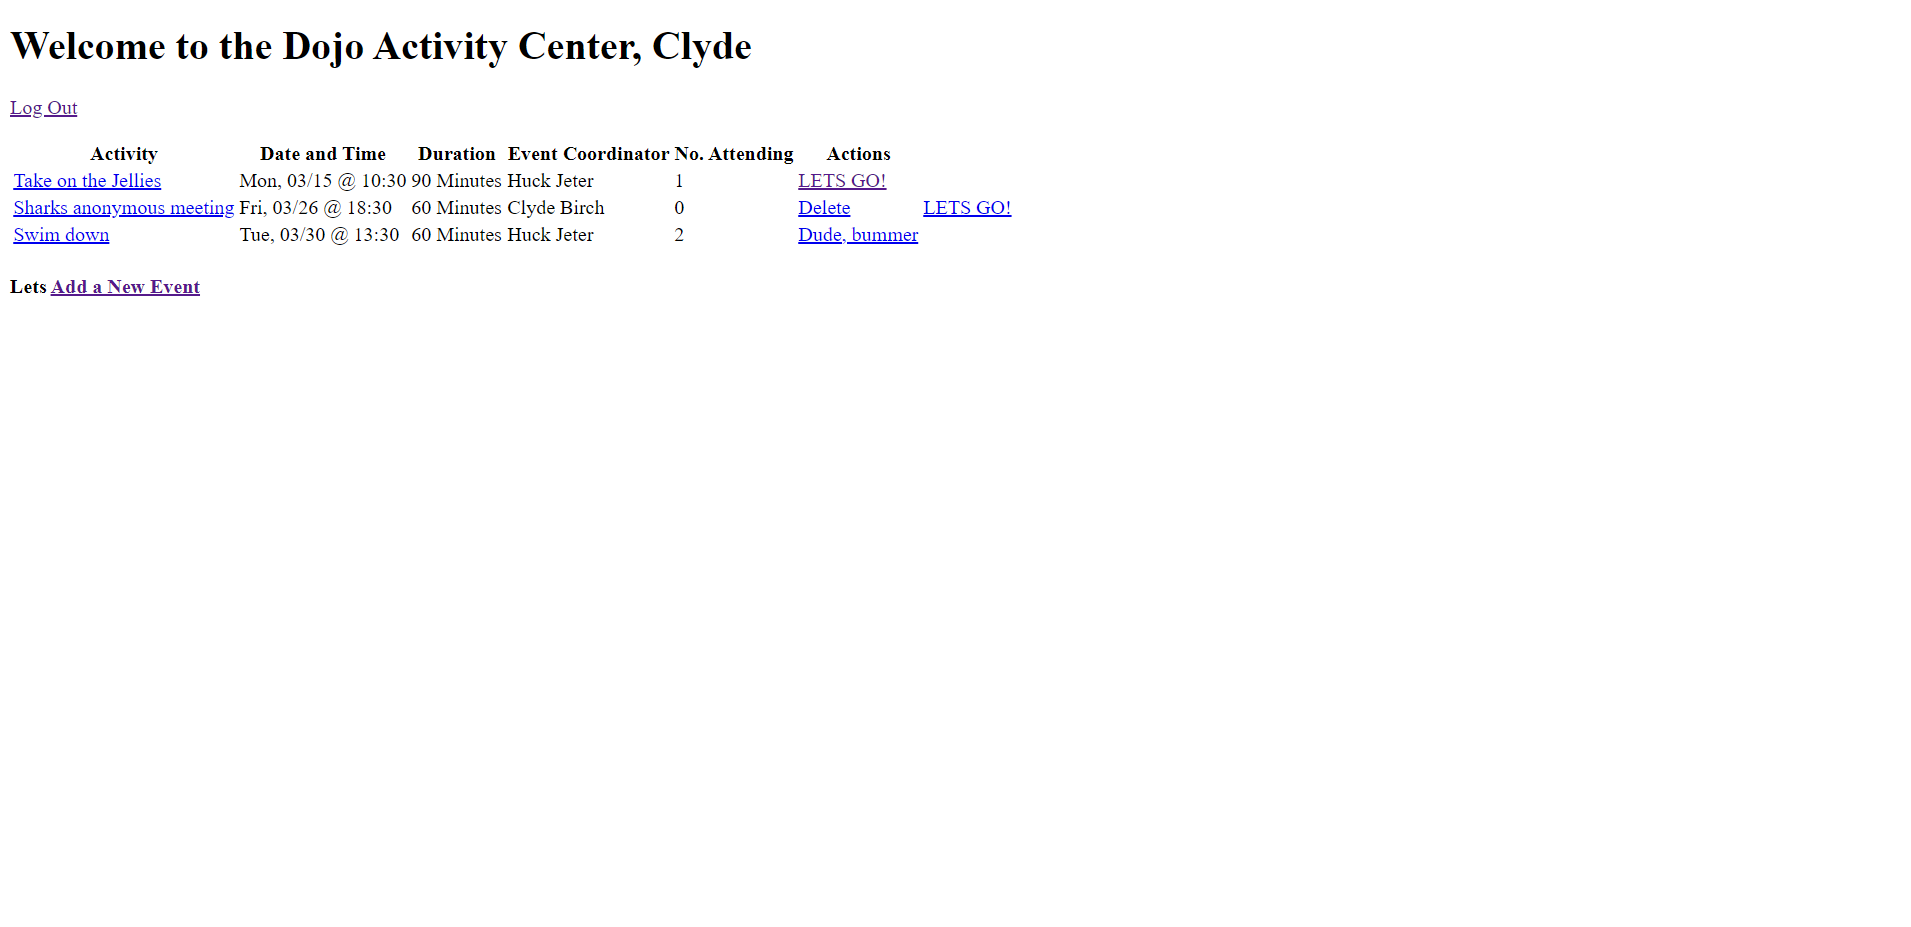 Welcome to the Dojo Activity Center, Clyde
Log Out
Activity Date and Time Duration Event Coordinator No. Attending Actions
Take on the Jellies Mon, 03/15 @ 10:30 90 Minutes Huck Jeter 1 LETS GO!
Sharks anonymous meeting Fri, 03/26 @ 18:30 60 Minutes Clyde Birch 0 Delete LETS GO!
Swim down Tue, 03/30 @ 13:30 60 Minutes Huck Jeter 2 Dude, bummer
Lets Add a New Event